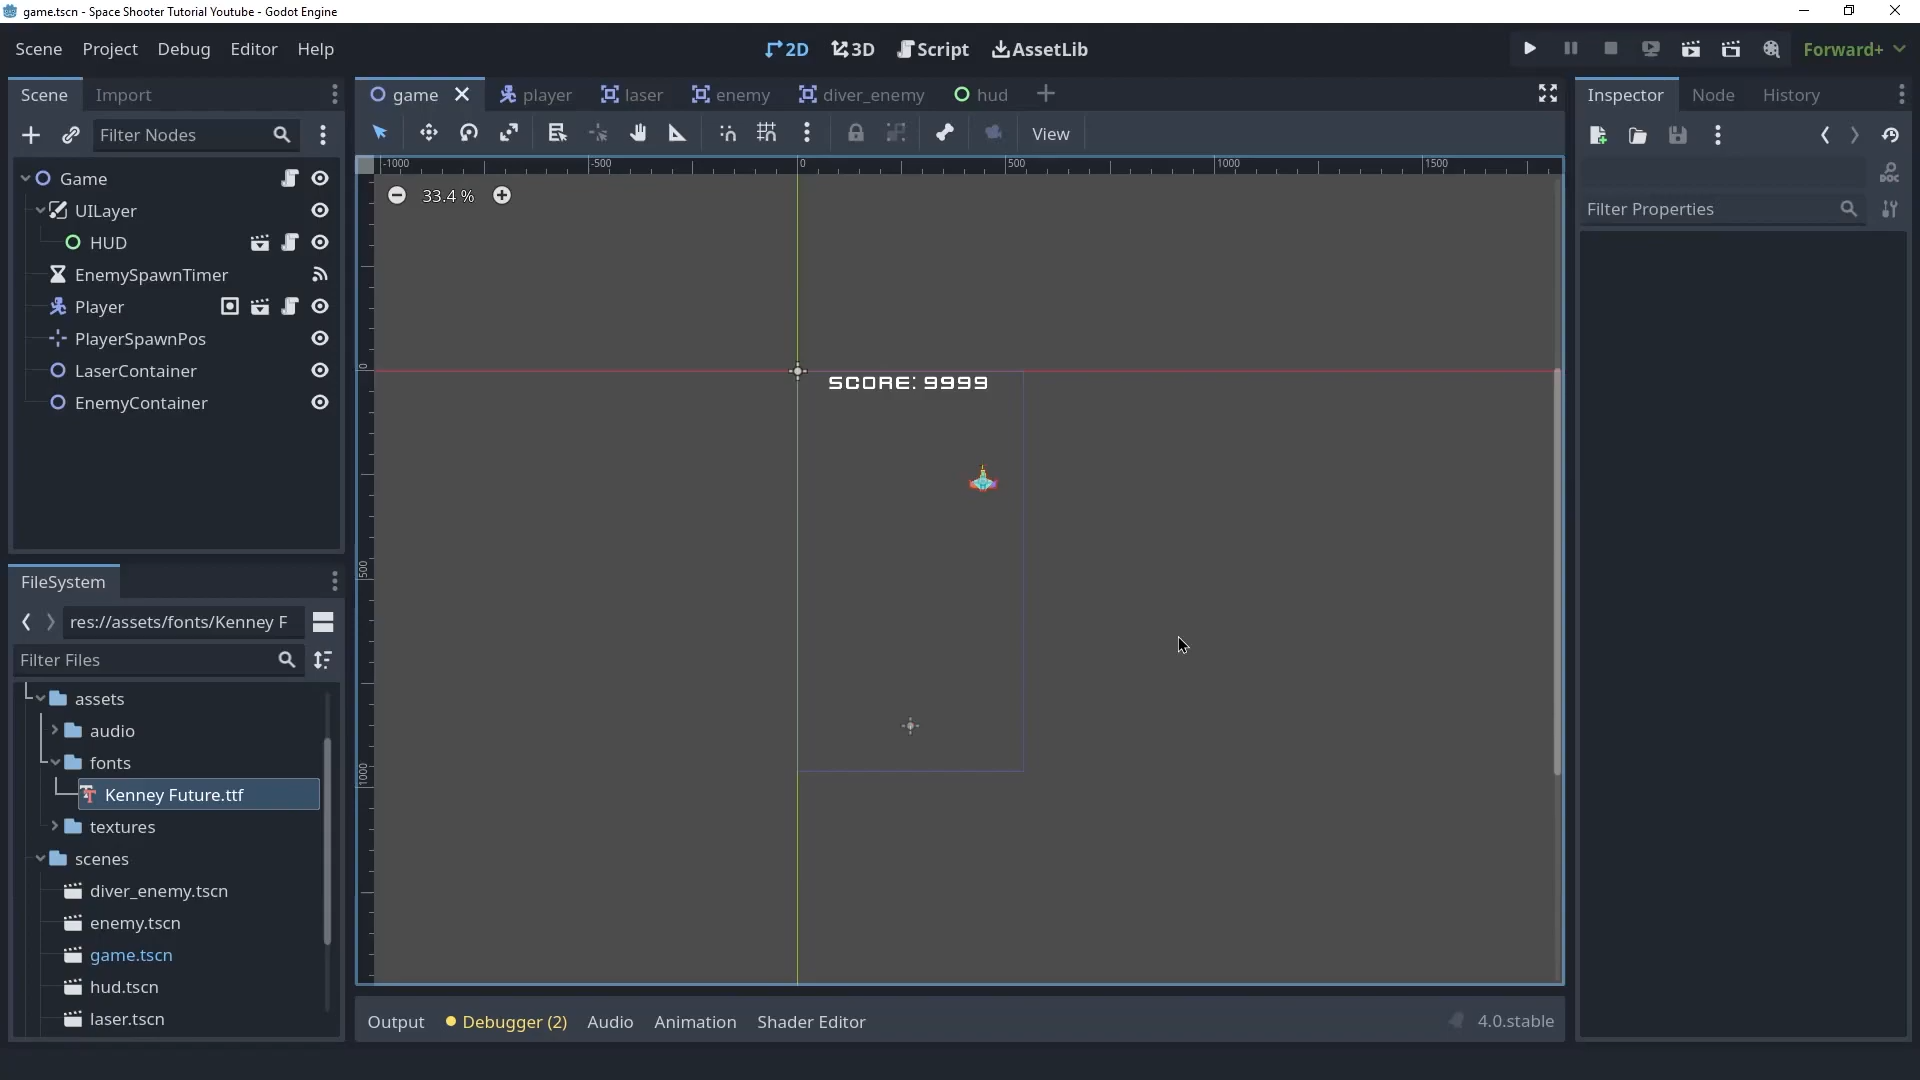 game.tscn - Space Shooter Tutorial Youtube - Godot Engine
Scene Project Debug Editor Help
2D 3D Script AssetLib
Forward+
Scene Import
Filter Nodes
Game
UILayer
HUD
EnemySpawnTimer
Player
PlayerSpawnPos
LaserContainer
EnemyContainer
FileSystem
res://assets/fonts/Kenney F
Filter Files
assets
audio
fonts
Kenney Future.ttf
textures
scenes
diver_enemy.tscn
enemy.tscn
game.tscn
hud.tscn
laser.tscn
game player laser enemy diver_enemy hud
View
-1000 -500 0 500 1000 1500
33.4 %
0
500
1000
SCORE: 9999
Output Debugger (2) Audio Animation Shader Editor
4.0.stable
Inspector Node History
DOC
Filter Properties